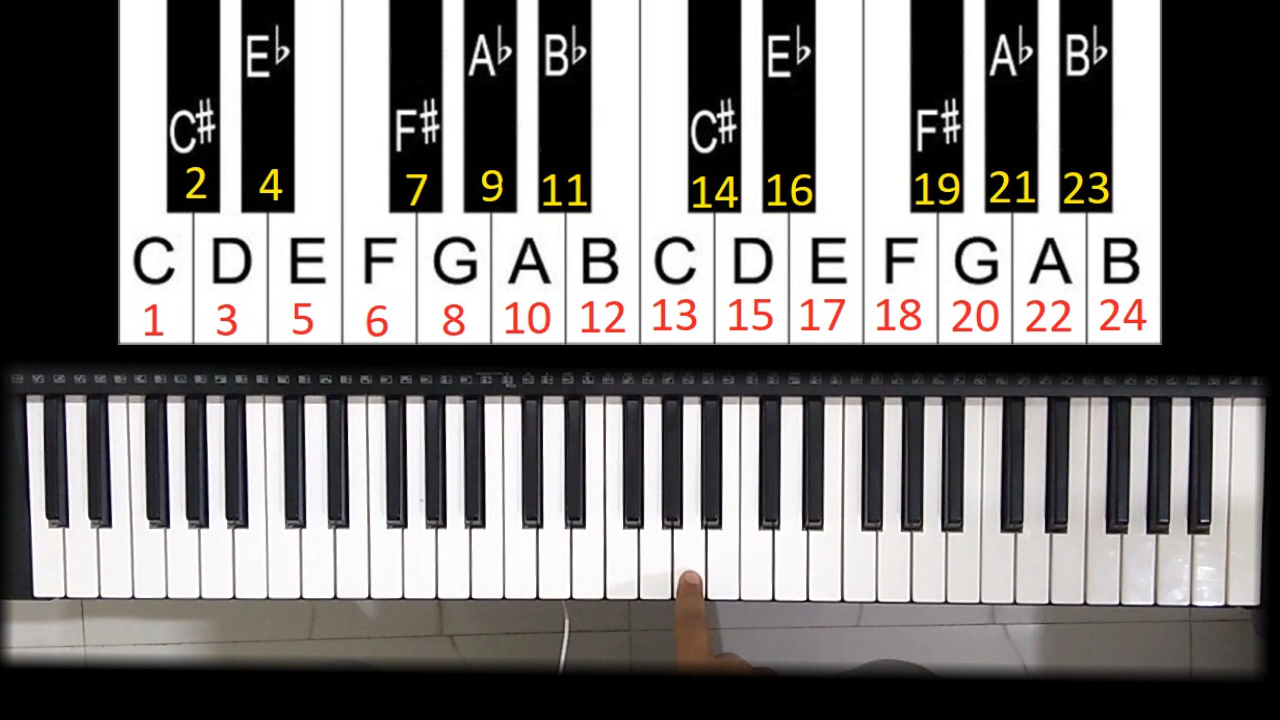 E♭ A♭ B♭ E♭ A♭ B♭
C# F# C# F#
2 4 7 9 11 14 16 19 21 23
C D E F G A B C D E F G A B
1 3 5 6 8 10 12 13 15 17 18 20 22 24